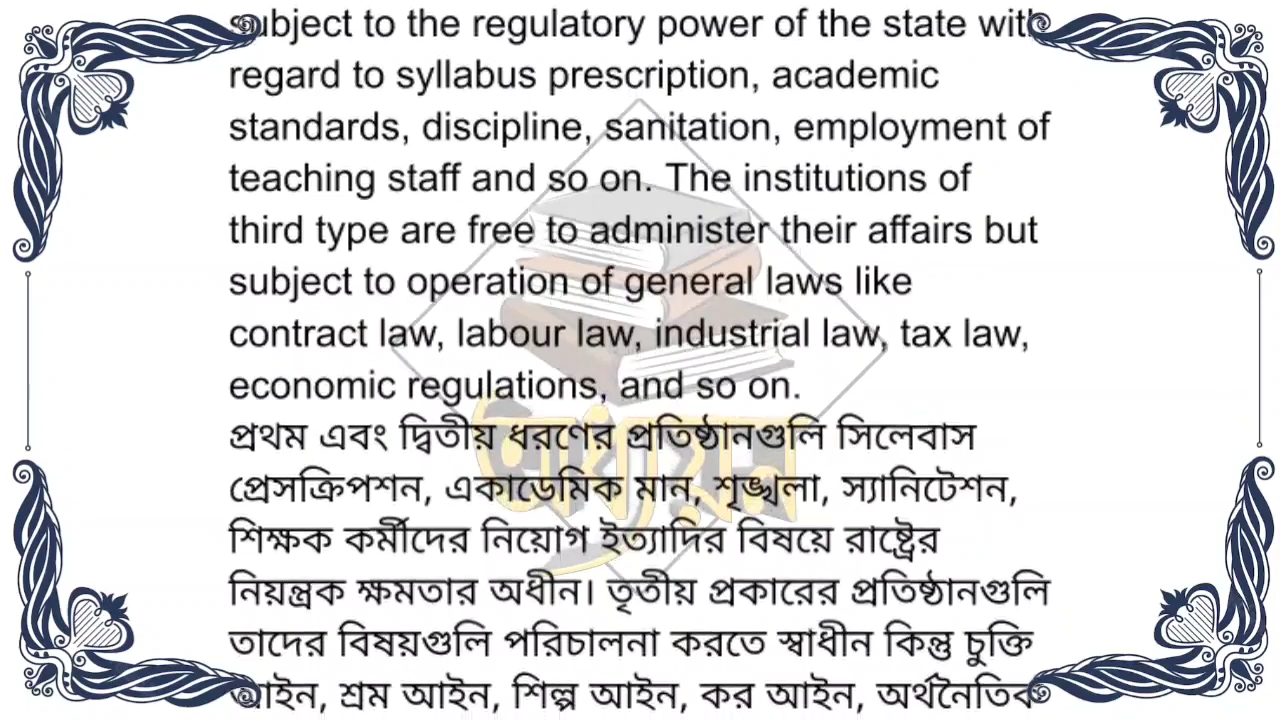 subject to the regulatory power of the state with
regard to syllabus prescription, academic
standards, discipline, sanitation, employment of
teaching staff and so on. The institutions of
third type are free to administer their affairs but
subject to operation of general laws like
contract law, labour law, industrial law, tax law,
economic regulations, and so on.
প্রথম এবং দ্বিতীয় ধরণের প্রতিষ্ঠানগুলি সিলেবাস
প্রেসক্রিপশন, একাডেমিক মান, শৃঙ্খলা, স্যানিটেশন,
শিক্ষক কর্মীদের নিয়োগ ইত্যাদির বিষয়ে রাষ্ট্রের
নিয়ন্ত্রক ক্ষমতার অধীন। তৃতীয় প্রকারের প্রতিষ্ঠানগুলি
তাদের বিষয়গুলি পরিচালনা করতে স্বাধীন কিন্তু চুক্তি
আইন, শ্রম আইন, শিল্প আইন, কর আইন, অর্থনৈতিক
অধ্যয়ন